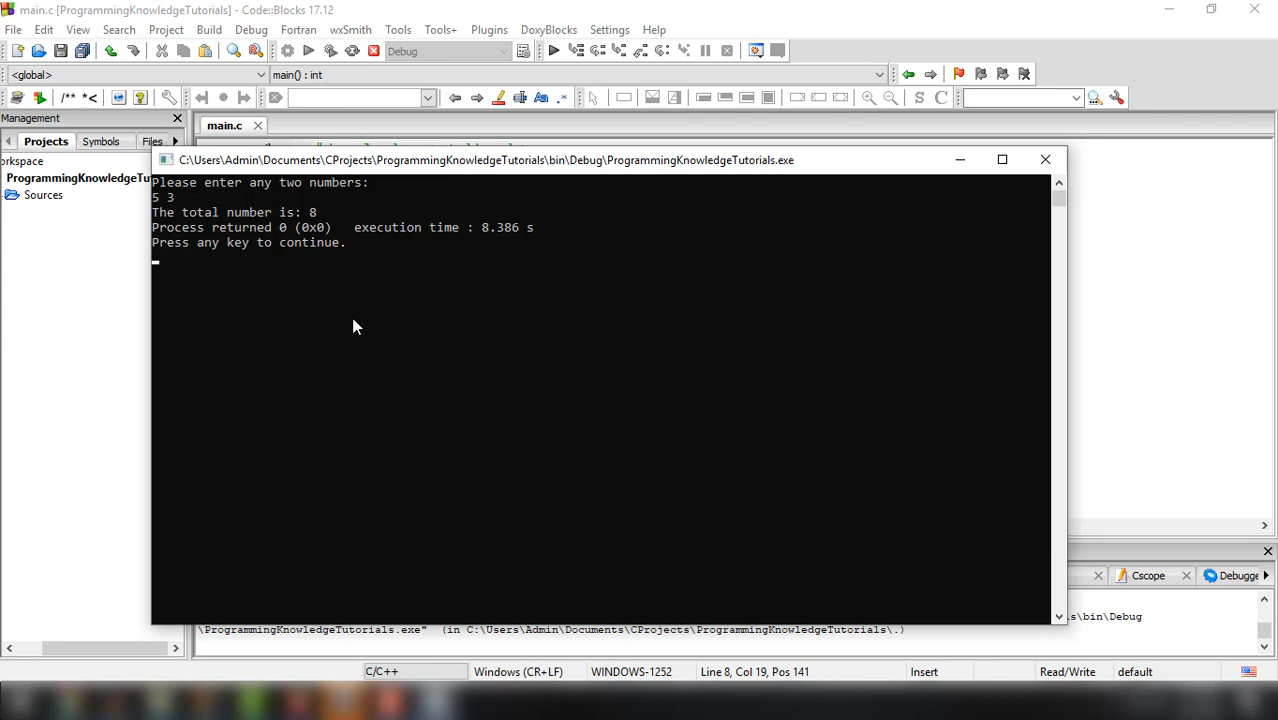 main.c [ProgrammingKnowledgeTutorials] - Code::Blocks 17.12
File Edit View Search Project Build Debug Fortran wxSmith Tools Tools+ Plugins DoxyBlocks Settings Help
Debug
<global> main() : int
/** *<
S C
Management
Projects Symbols Files
main.c
orkspace
ProgrammingKnowledgeTu
Sources
C:\Users\Admin\Documents\CProjects\ProgrammingKnowledgeTutorials\bin\Debug\ProgrammingKnowledgeTutorials.exe
Please enter any two numbers:
5 3
The total number is: 8
Process returned 0 (0x0) execution time : 8.386 s
Press any key to continue.
Cscope Debugge
s\bin\Debug
\ProgrammingKnowledgeTutorials.exe" (in C:\Users\Admin\Documents\CProjects\ProgrammingKnowledgeTutorials\.)
C/C++ Windows (CR+LF) WINDOWS-1252 Line 8, Col 19, Pos 141 Insert Read/Write default